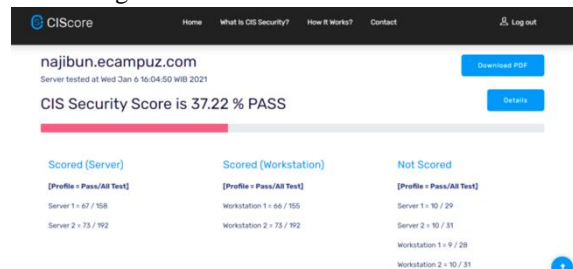 CIScore
Home What Is CIS Security? How It Works? Contact Log out
najibun.ecampuz.com
Server tested at Wed Jan 6 16:04:50 WIB 2021
Download PDF
CIS Security Score is 37.22 % PASS
Details
Scored (Server)
[Profile = Pass/All Test]
Server 1 = 67 / 158
Server 2 = 73 / 192
Scored (Workstation)
[Profile = Pass/All Test]
Workstation 1 = 66 / 155
Workstation 2 = 73 / 192
Not Scored
[Profile = Pass/All Test]
Server 1 = 10 / 29
Server 2 = 10 / 31
Workstation 1 = 9 / 28
Workstation 2 = 10 / 31